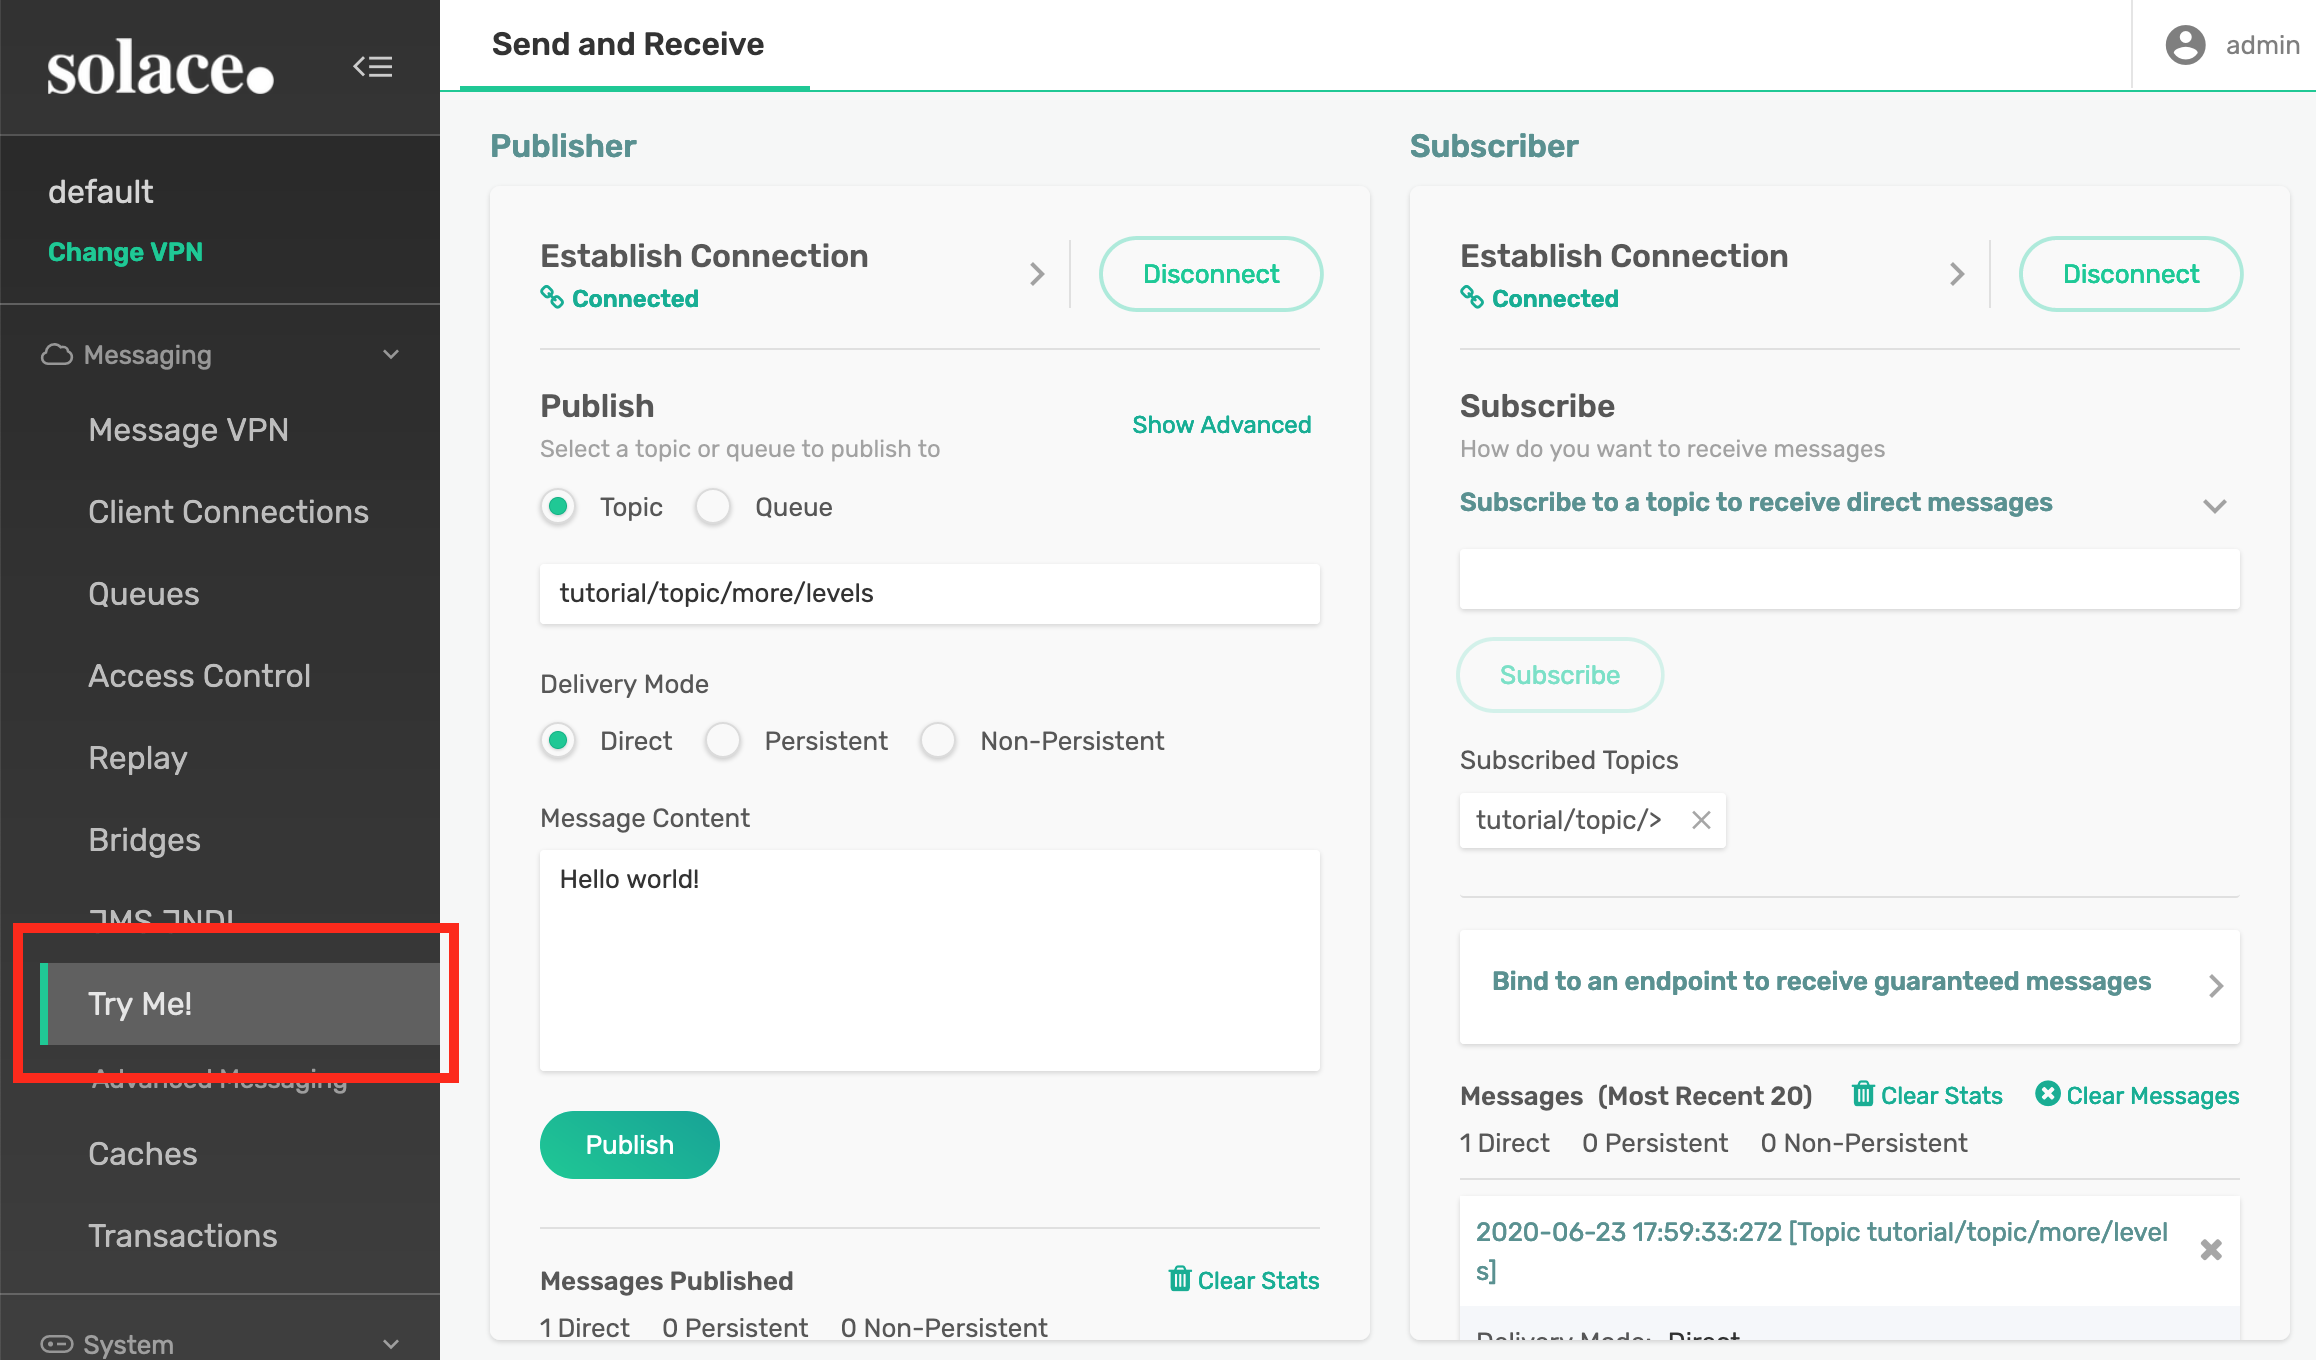 solace.
default
Change VPN
Messaging
Message VPN
Client Connections
Queues
Access Control
Replay
Bridges
JMS JNDI
Try Me!
Advanced Messaging
Caches
Transactions
System
Send and Receive
admin
Publisher
Establish Connection
Connected
Disconnect
Publish
Select a topic or queue to publish to
Show Advanced
Topic Queue
tutorial/topic/more/levels
Delivery Mode
Direct Persistent Non-Persistent
Message Content
Hello world!
Publish
Messages Published
Clear Stats
1 Direct 0 Persistent 0 Non-Persistent
Subscriber
Establish Connection
Connected
Disconnect
Subscribe
How do you want to receive messages
Subscribe to a topic to receive direct messages
Subscribe
Subscribed Topics
tutorial/topic/>
Bind to an endpoint to receive guaranteed messages
Messages (Most Recent 20) Clear Stats Clear Messages
1 Direct 0 Persistent 0 Non-Persistent
2020-06-23 17:59:33:272 [Topic tutorial/topic/more/level
s]
Delivery Mode: Direct